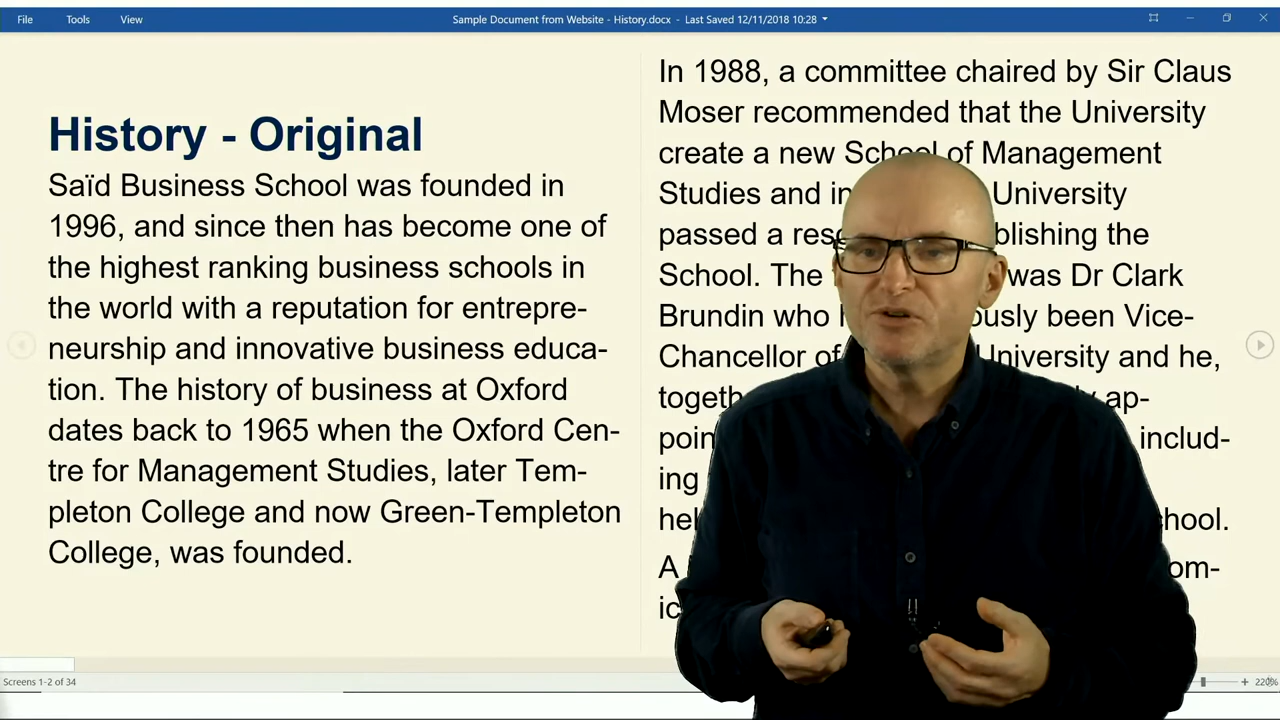 File Tools View
Sample Document from Website - History.docx - Last Saved 12/11/2018 10:28
History - Original
Saïd Business School was founded in
1996, and since then has become one of
the highest ranking business schools in
the world with a reputation for entrepre-
neurship and innovative business educa-
tion. The history of business at Oxford
dates back to 1965 when the Oxford Cen-
tre for Management Studies, later Tem-
pleton College and now Green-Templeton
College, was founded.
In 1988, a committee chaired by Sir Claus
Moser recommended that the University
create a new School of Management
Studies and University
passed a the
School. The was Dr Clark
Brundin who been Vice-
Chancellor of University and he,
ap-
includ-
ing
A
Screens 1-2 of 34
220%